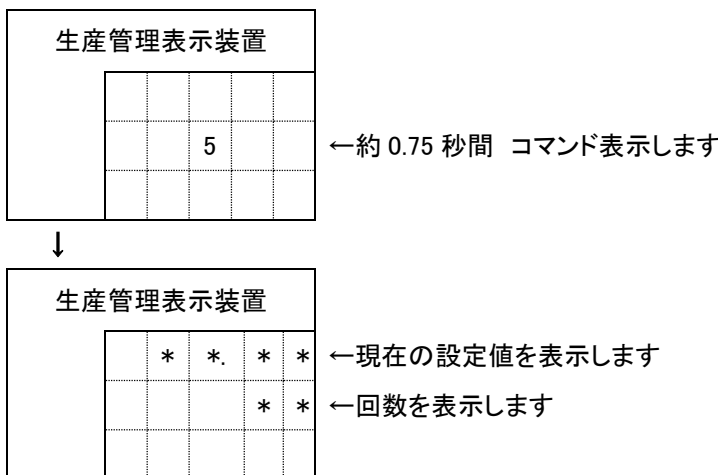 生産管理表示装置
5 ←約 0.75 秒間 コマンド表示します
↓
生産管理表示装置
* *. * * ←現在の設定値を表示します
* * ←回数を表示します